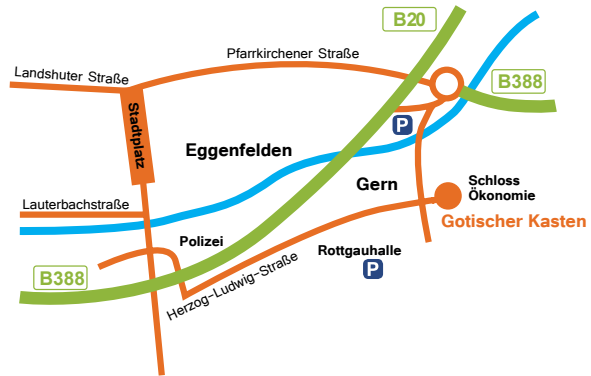 B20
Pfarrkirchener Straße
Landshuter Straße
B388
Stadtplatz
P
Eggenfelden
Gern
Schloss
Ökonomie
Lauterbachstraße
Gotischer Kasten
Polizei
Rottgauhalle
P
B388
Herzog-Ludwig-Straße